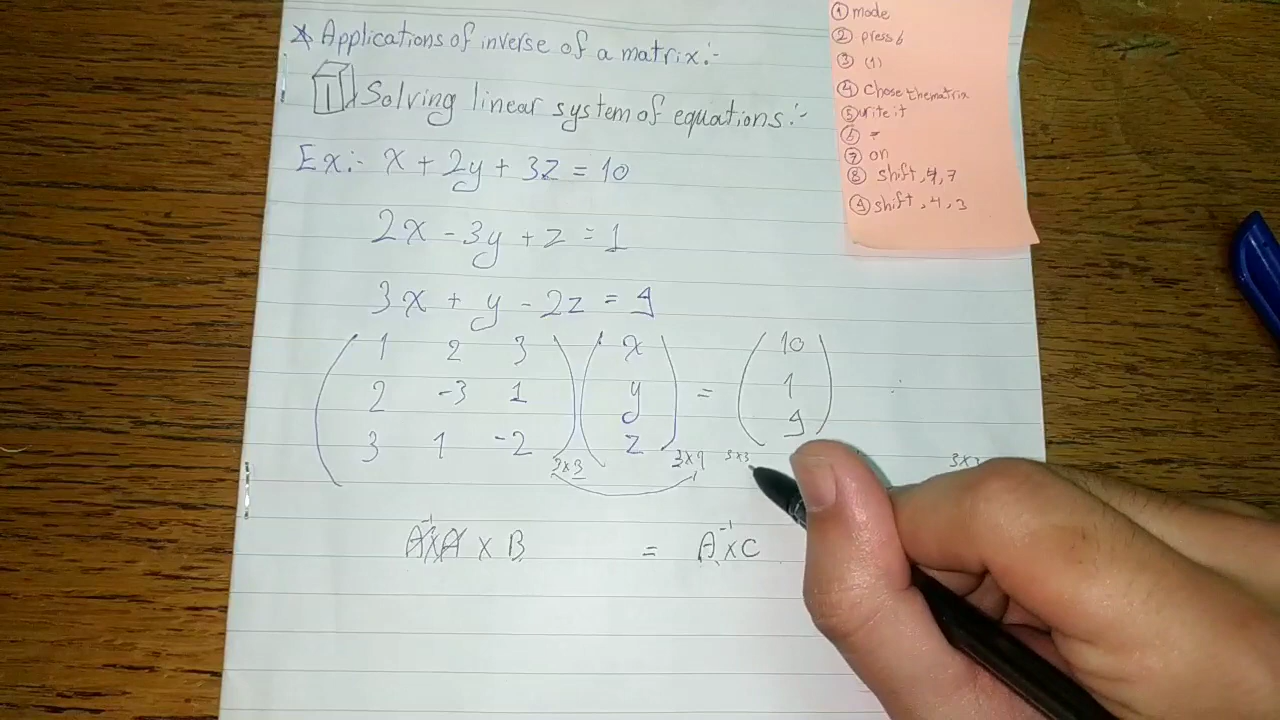 * Applications of inverse of a matrix:-
1 Solving linear system of equations:-
Ex:- x + 2y + 3z = 10
2x - 3y + z = 1
3x + y - 2z = 9
( 1 2 3 ) ( x ) = ( 10 )
2 -3 1 y 1
3 1 -2 z 9
3x3 3x1 3x3 3x
A⁻¹xA x B = A⁻¹xC
① mode
② press 6
③ (1)
④ Chose thematrix
⑤ write it
⑥ =
⑦ on
⑧ shift, 4, 7
⑨ shift, 4, 3